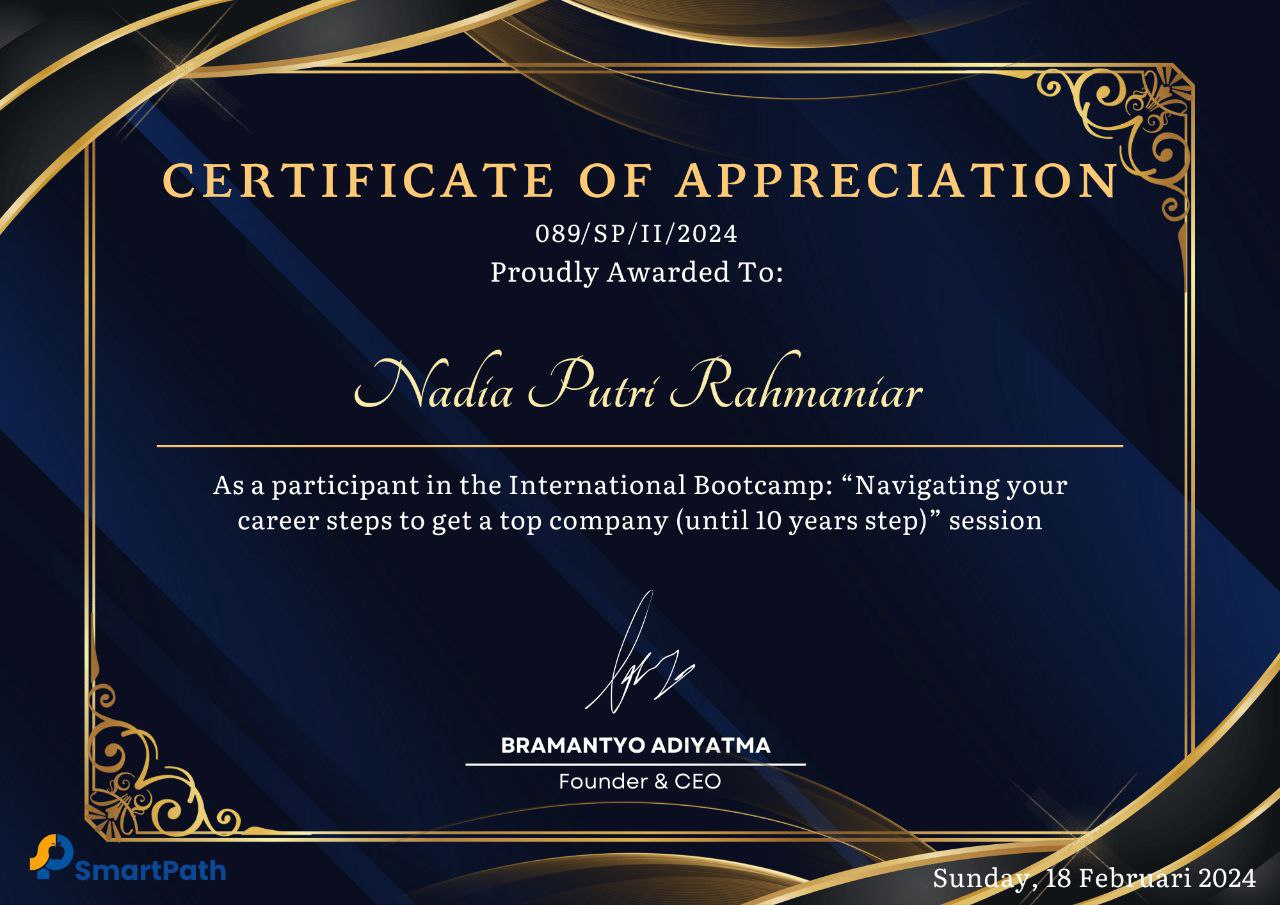 CERTIFICATE OF APPRECIATION
089/SP/II/2024
Proudly Awarded To:
Nadia Putri Rahmaniar
As a participant in the International Bootcamp: “Navigating your
career steps to get a top company (until 10 years step)” session
BRAMANTYO ADIYATMA
Founder & CEO
SmartPath
Sunday, 18 Februari 2024